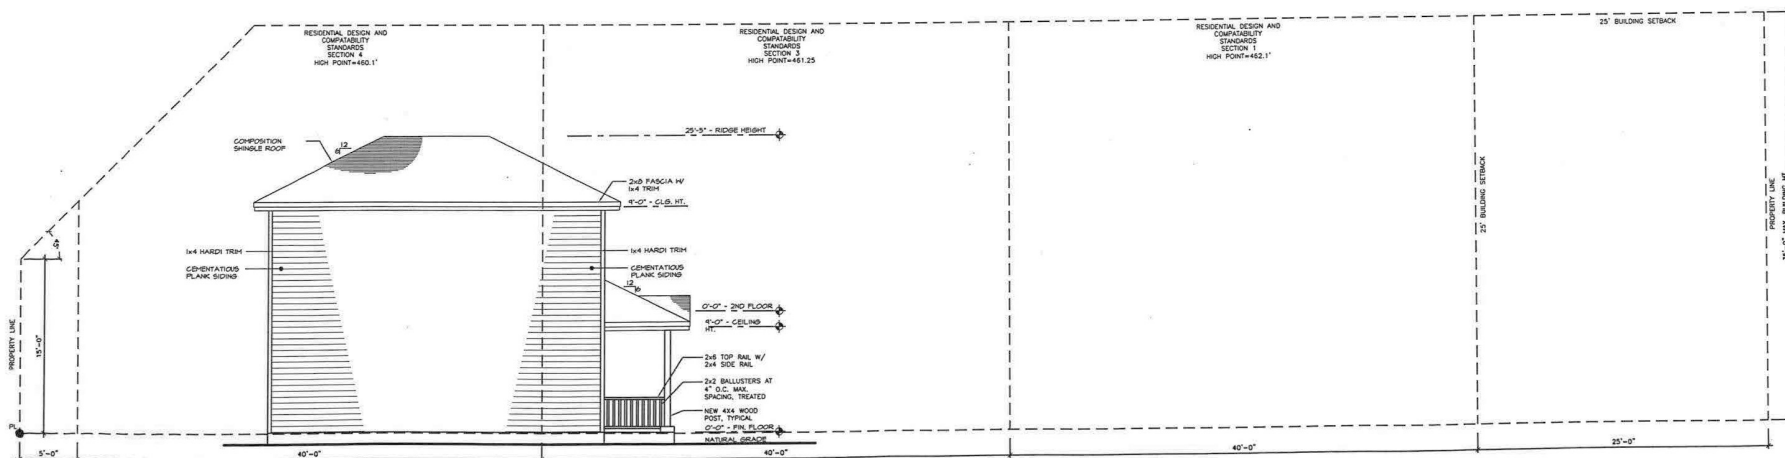 RESIDENTIAL DESIGN AND
COMPATABILITY
STANDARDS
SECTION 4
HIGH POINT=460.1'
RESIDENTIAL DESIGN AND
COMPATABILITY
STANDARDS
SECTION 3
HIGH POINT=461.25
RESIDENTIAL DESIGN AND
COMPATABILITY
STANDARDS
SECTION 1
HIGH POINT=462.1'
25' BUILDING SETBACK
COMPOSITION
SHINGLE ROOF
12
6
25'-5" - RIDGE HEIGHT
2x8 FASCIA W/
1x4 TRIM
9'-0" - CLG. HT.
25' BUILDING SETBACK
PROPERTY LINE
MAX. BUILDING HT
45°
1x4 HARDI TRIM
CEMENTATIOUS
PLANK SIDING
1x4 HARDI TRIM
CEMENTATIOUS
PLANK SIDING
12
6
0'-0" - 2ND FLOOR
9'-0" - CEILING
HT.
PROPERTY LINE
15'-0"
2x6 TOP RAIL W/
2x4 SIDE RAIL
2x2 BALLUSTERS AT
4" O.C. MAX.
SPACING, TREATED
NEW 4X4 WOOD
POST, TYPICAL
PL
0'-0" - FIN. FLOOR
NATURAL GRADE
5'-0"
40'-0"
40'-0"
40'-0"
25'-0"